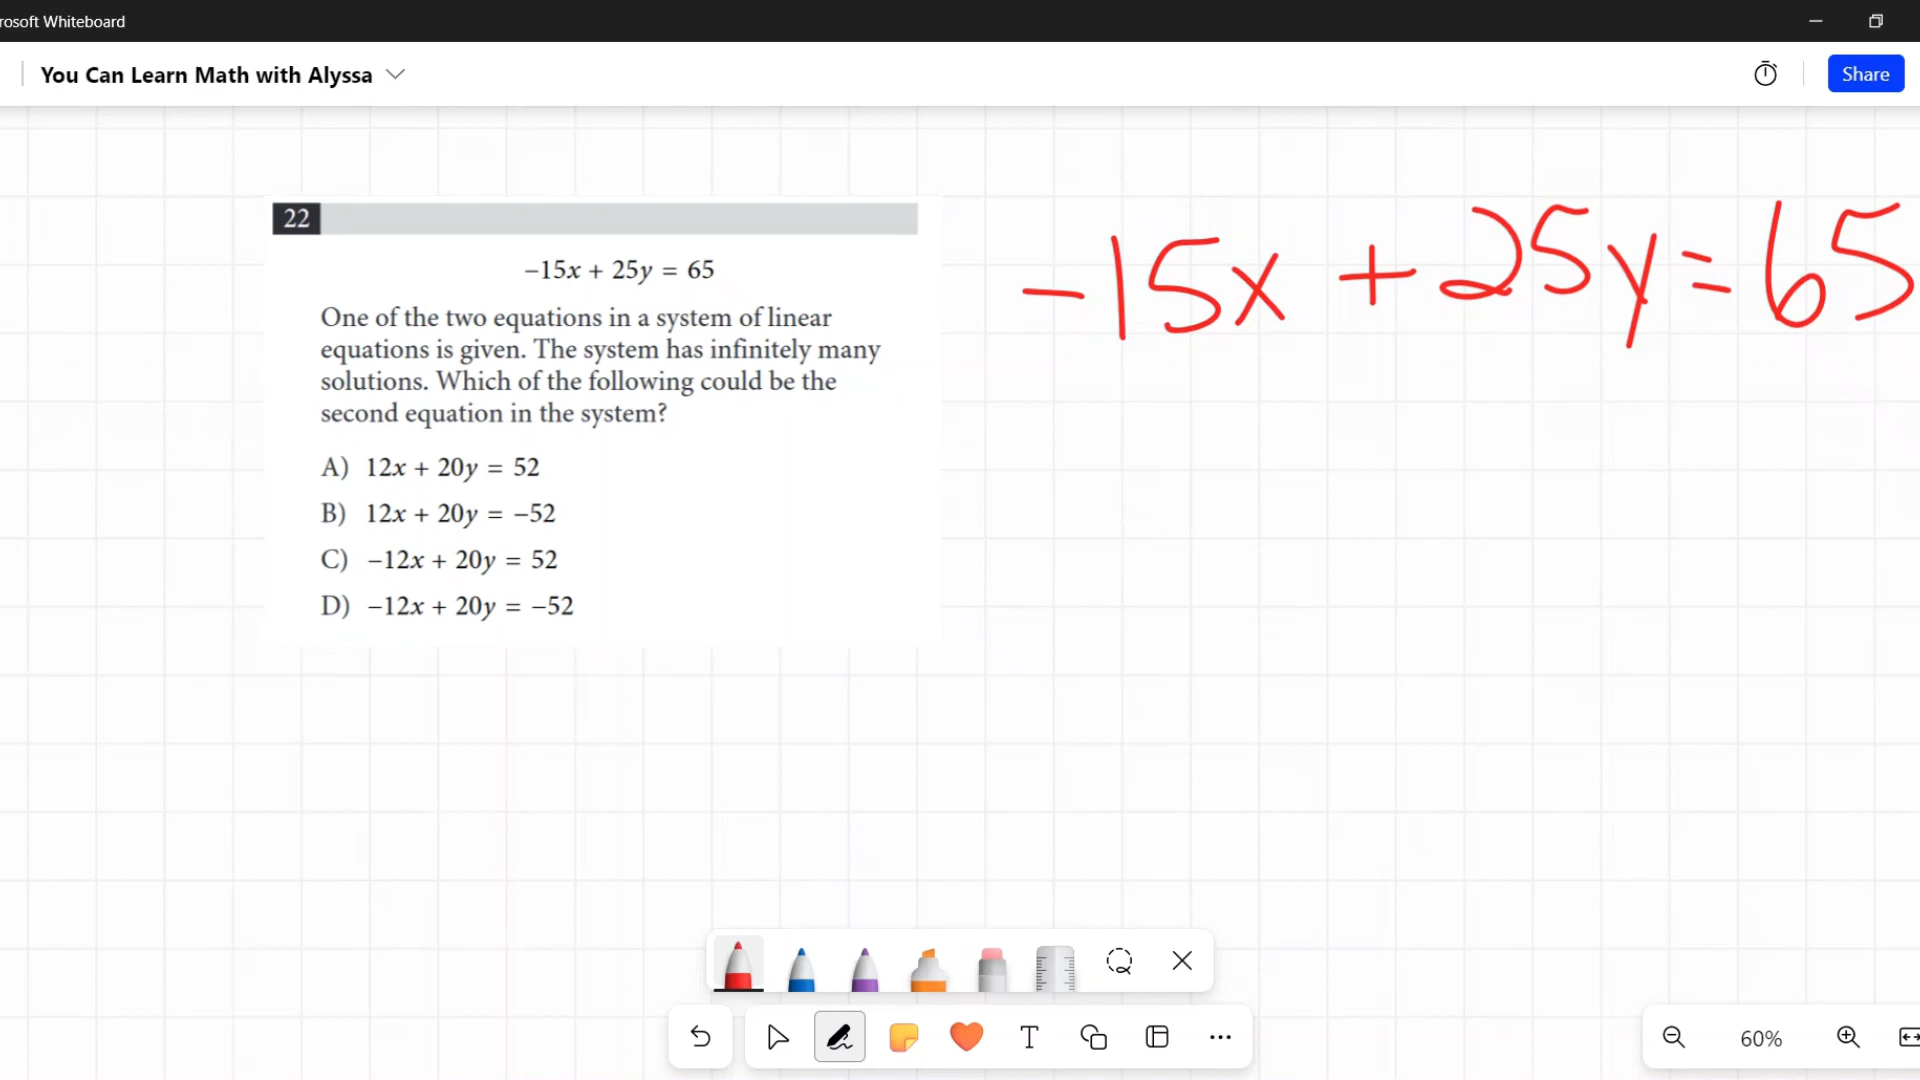 rosoft Whiteboard
You Can Learn Math with Alyssa
Share
22
−15x + 25y = 65
One of the two equations in a system of linear
equations is given. The system has infinitely many
solutions. Which of the following could be the
second equation in the system?
A) 12x + 20y = 52
B) 12x + 20y = −52
C) −12x + 20y = 52
D) −12x + 20y = −52
-15x + 25y = 65
60%